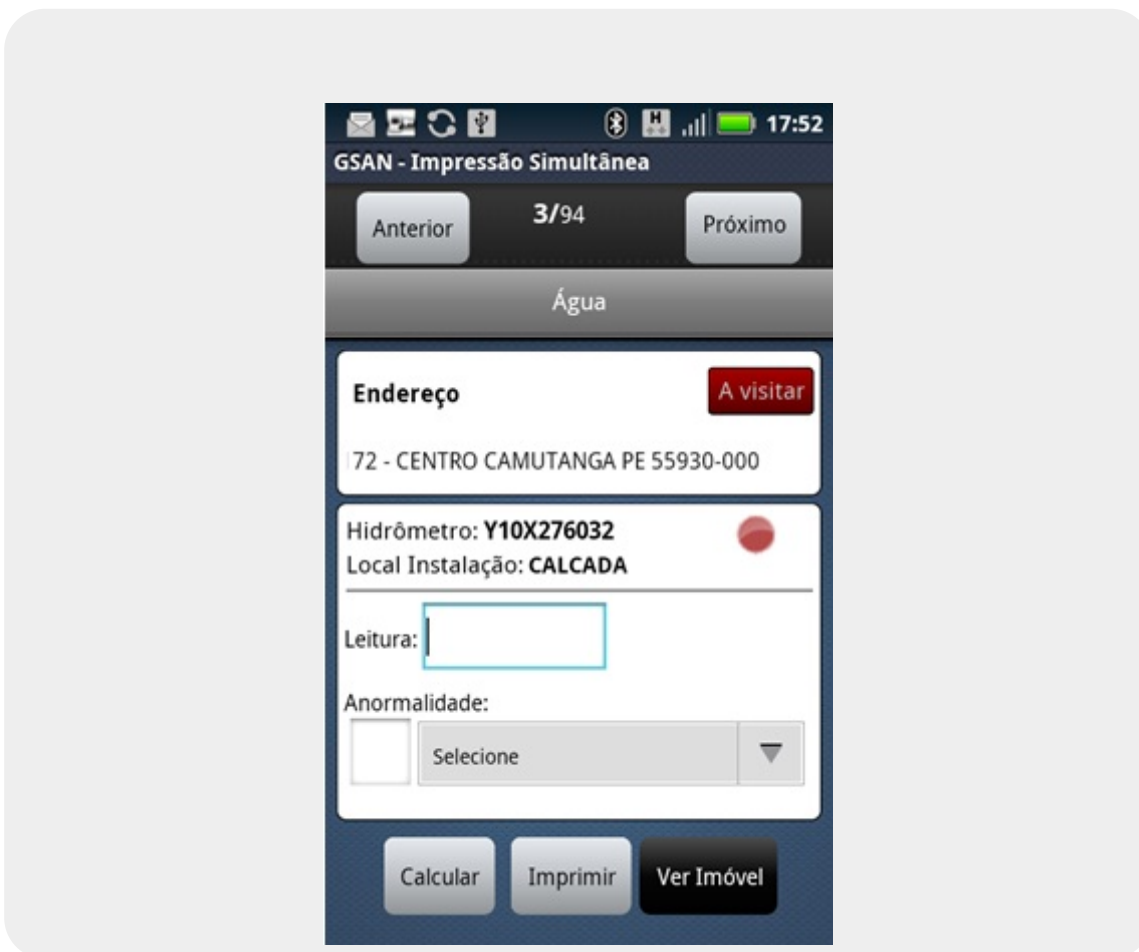 17:52
GSAN - Impressão Simultânea
Anterior
3/94
Próximo
Água
Endereço
A visitar
72 - CENTRO CAMUTANGA PE 55930-000
Hidrômetro: Y10X276032
Local Instalação: CALCADA
Leitura:
Anormalidade:
Selecione
Calcular
Imprimir
Ver Imóvel